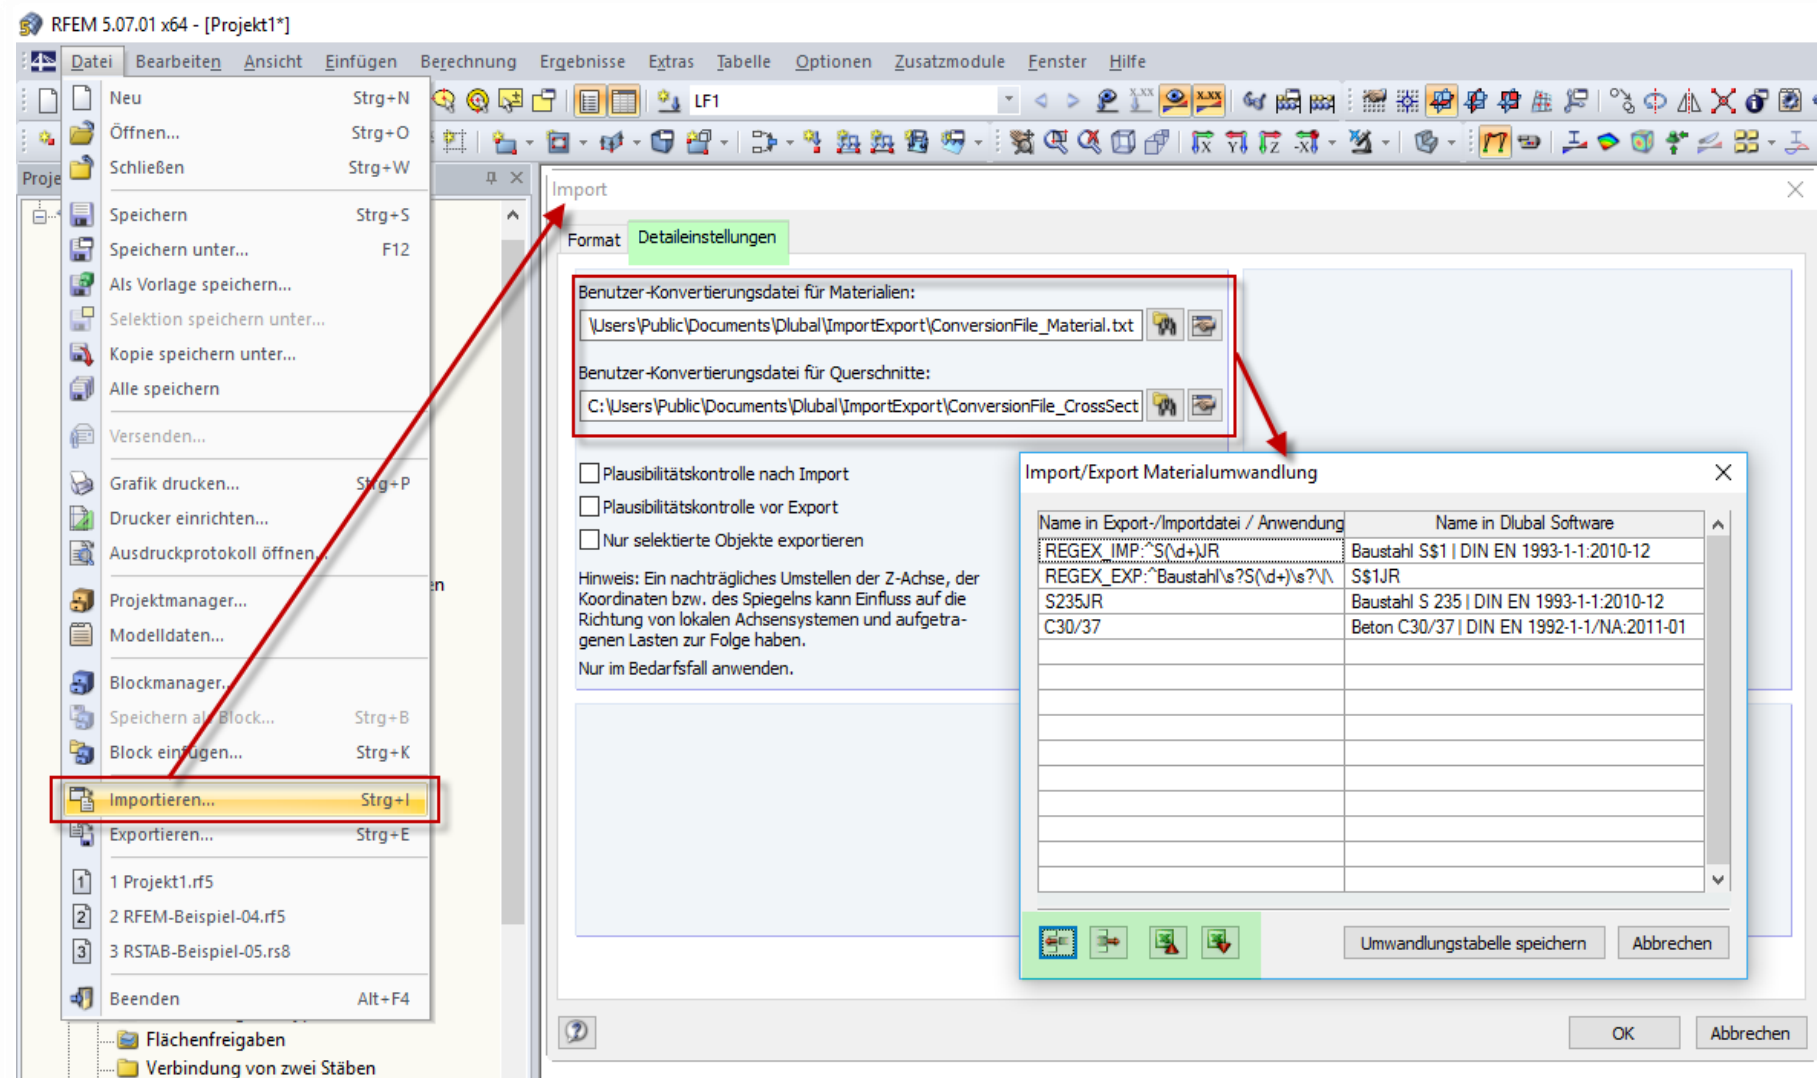 RFEM 5.07.01 x64 - [Projekt1*]
Datei Bearbeiten Ansicht Einfügen Berechnung Ergebnisse Extras Tabelle Optionen Zusatzmodule Fenster Hilfe
LF1
Neu Strg+N
Öffnen... Strg+O
Schließen Strg+W
Proje
Speichern Strg+S
Speichern unter... F12
Als Vorlage speichern...
Selektion speichern unter...
Kopie speichern unter...
Alle speichern
Versenden...
Grafik drucken... Strg+P
Drucker einrichten...
Ausdruckprotokoll öffnen...
Projektmanager...
Modelldaten...
Blockmanager...
Speichern als Block... Strg+B
Block einfügen... Strg+K
Importieren... Strg+I
Exportieren... Strg+E
1 1 Projekt1.rf5
2 2 RFEM-Beispiel-04.rf5
3 3 RSTAB-Beispiel-05.rs8
Beenden Alt+F4
en
Flächenfreigaben
Verbindung von zwei Stäben
Import
Format Detaileinstellungen
Benutzer-Konvertierungsdatei für Materialien:
\Users\Public\Documents\Dlubal\ImportExport\ConversionFile_Material.txt
Benutzer-Konvertierungsdatei für Querschnitte:
C:\Users\Public\Documents\Dlubal\ImportExport\ConversionFile_CrossSect
Plausibilitätskontrolle nach Import
Plausibilitätskontrolle vor Export
Nur selektierte Objekte exportieren
Hinweis: Ein nachträgliches Umstellen der Z-Achse, der
Koordinaten bzw. des Spiegelns kann Einfluss auf die
Richtung von lokalen Achsensystemen und aufgetra-
genen Lasten zur Folge haben.
Nur im Bedarfsfall anwenden.
Import/Export Materialumwandlung
Name in Export-/Importdatei / Anwendung Name in Dlubal Software
REGEX_IMP:^S(\d+)JR Baustahl S$1 | DIN EN 1993-1-1:2010-12
REGEX_EXP:^Baustahl\s?S(\d+)\s?\|\ S$1JR
S235JR Baustahl S 235 | DIN EN 1993-1-1:2010-12
C30/37 Beton C30/37 | DIN EN 1992-1-1/NA:2011-01
Umwandlungstabelle speichern Abbrechen
OK Abbrechen